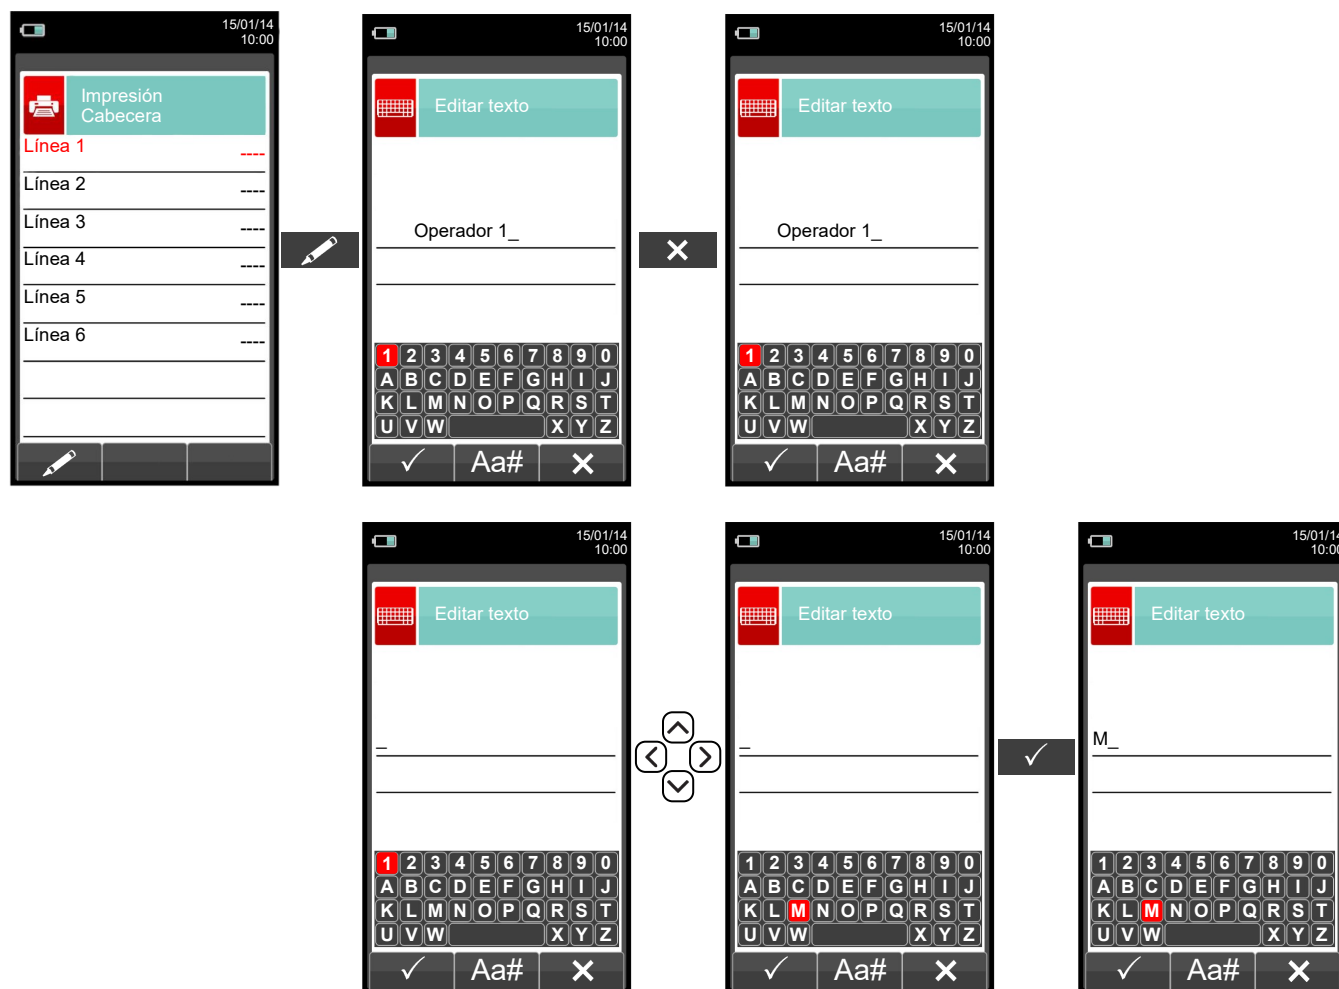 15/01/14
10:00
Impresión
Cabecera
Línea 1 ----
Línea 2 ----
Línea 3 ----
Línea 4 ----
Línea 5 ----
Línea 6 ----
15/01/14
10:00
Editar texto
Operador 1_
1 2 3 4 5 6 7 8 9 0
A B C D E F G H I J
K L M N O P Q R S T
U V W X Y Z
Aa#
15/01/14
10:00
Editar texto
Operador 1_
1 2 3 4 5 6 7 8 9 0
A B C D E F G H I J
K L M N O P Q R S T
U V W X Y Z
Aa#
15/01/14
10:00
Editar texto
_
1 2 3 4 5 6 7 8 9 0
A B C D E F G H I J
K L M N O P Q R S T
U V W X Y Z
Aa#
15/01/14
10:00
Editar texto
_
1 2 3 4 5 6 7 8 9 0
A B C D E F G H I J
K L M N O P Q R S T
U V W X Y Z
Aa#
15/01/14
10:00
Editar texto
M_
1 2 3 4 5 6 7 8 9 0
A B C D E F G H I J
K L M N O P Q R S T
U V W X Y Z
Aa#